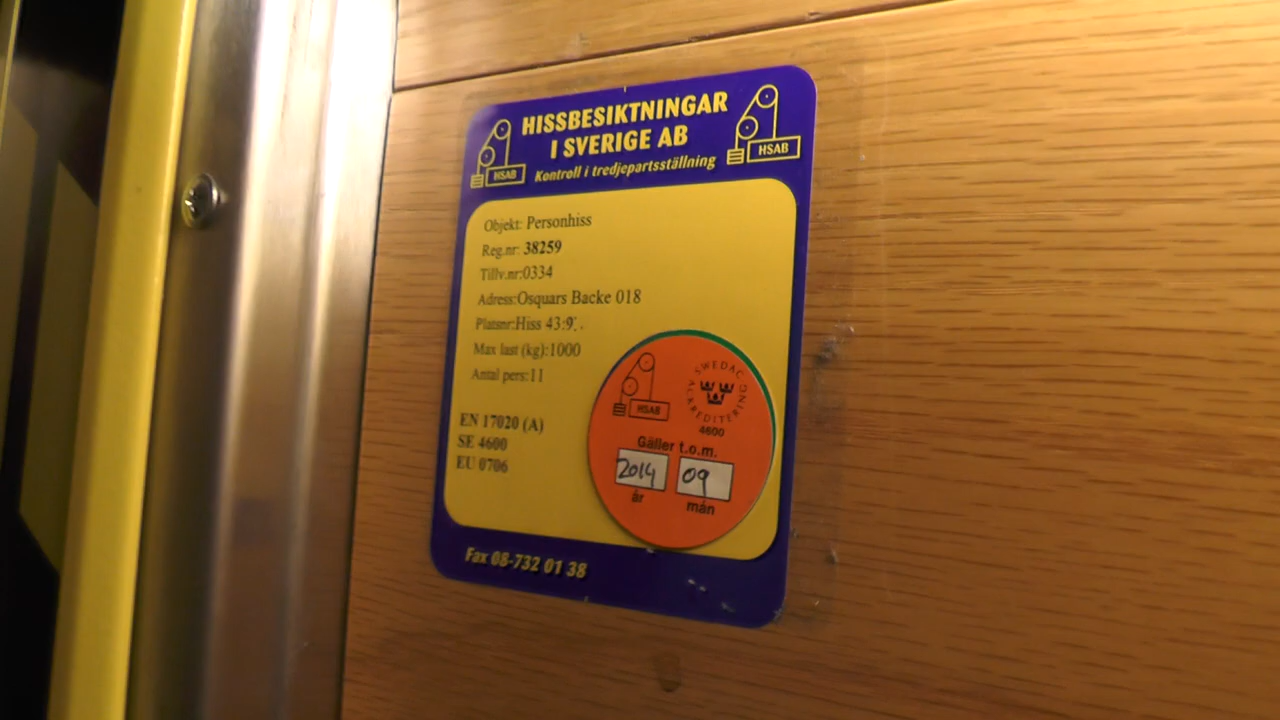 HISSBESIKTNINGAR
I SVERIGE AB
Kontroll i tredjepartsställning
HSAB
HSAB
Objekt: Personhiss
Reg.nr: 38259
Tillv.nr:0334
Adress:Osquars Backe 018
Platsnr:Hiss
Max last (kg):1000
Antal pers:11
EN 17020 (A)
SE 4600
EU 0706
HSAB
SWEDAC
ACKREDITERING
4600
Gäller t.o.m.
2014 09
år mån
Fax 08-732 01 38